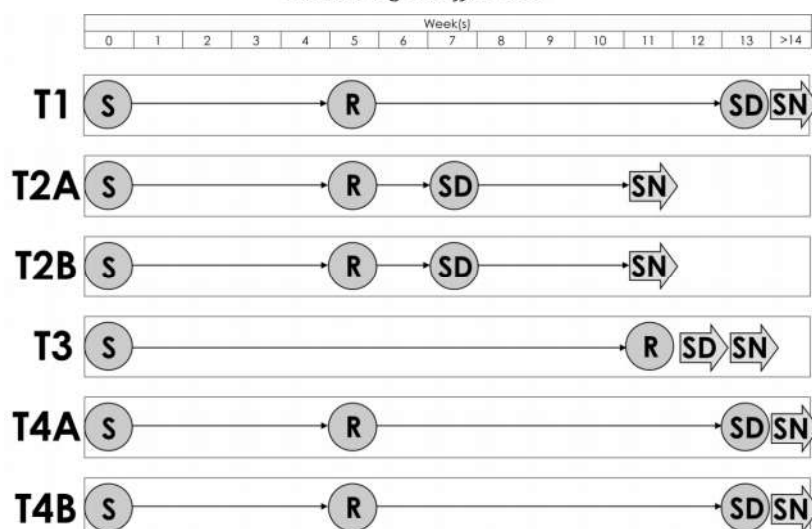 Week(s)
0 1 2 3 4 5 6 7 8 9 10 11 12 13 >14
T1 S R SD SN
T2A S R SD SN
T2B S R SD SN
T3 S R SD SN
T4A S R SD SN
T4B S R SD SN